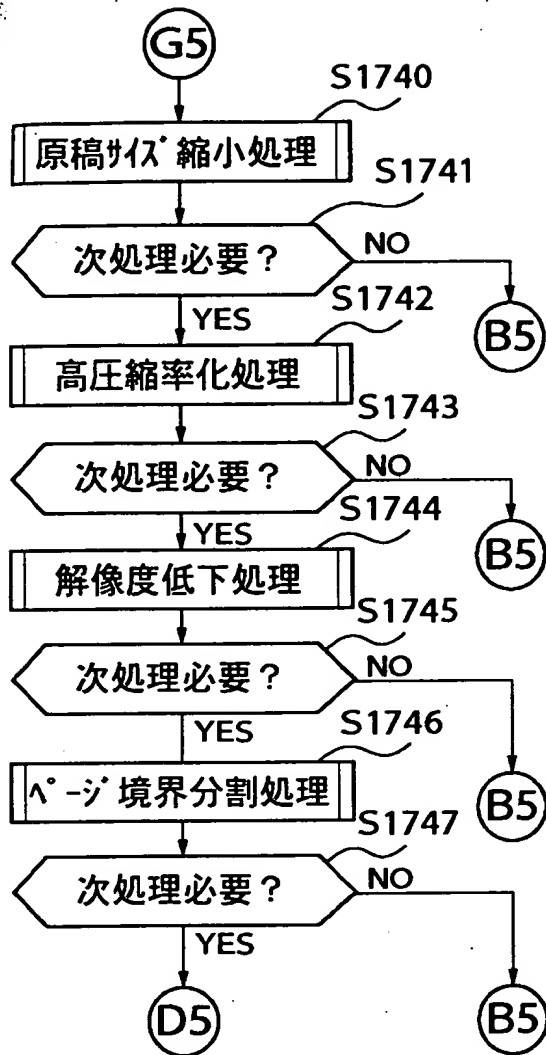 G5
S1740
原稿サイズ縮小処理
S1741
次処理必要?
NO
B5
YES
S1742
高圧縮率化処理
S1743
次処理必要?
NO
B5
YES
S1744
解像度低下処理
S1745
次処理必要?
NO
B5
YES
S1746
ページ境界分割処理
S1747
次処理必要?
NO
B5
YES
D5